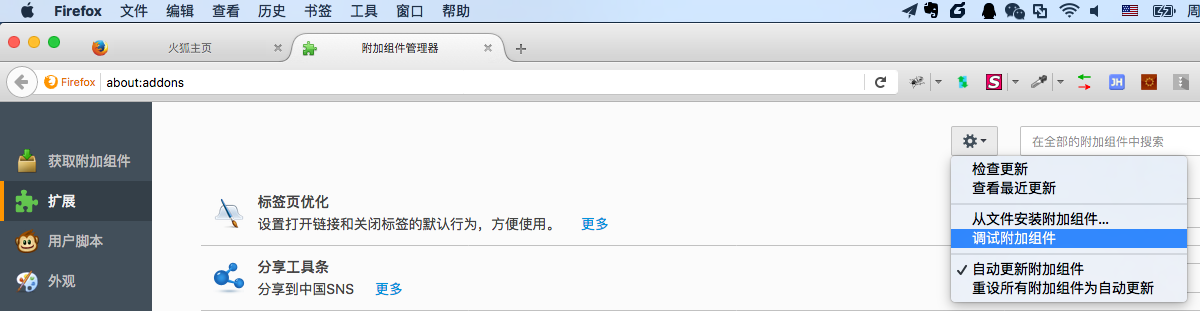 Firefox 文件 编辑 查看 历史 书签 工具 窗口 帮助 周
火狐主页 附加组件管理器
Firefox about:addons S JH
在全部的附加组件中搜索
获取附加组件
扩展
用户脚本
外观
标签页优化
设置打开链接和关闭标签的默认行为，方便使用。 更多
分享工具条
分享到中国SNS 更多
检查更新
查看最近更新
从文件安装附加组件...
调试附加组件
自动更新附加组件
重设所有附加组件为自动更新